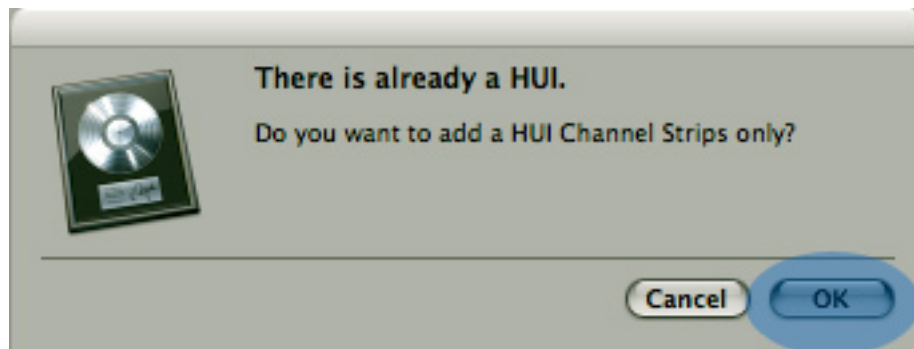 There is already a HUI.
Do you want to add a HUI Channel Strips only?
Cancel OK